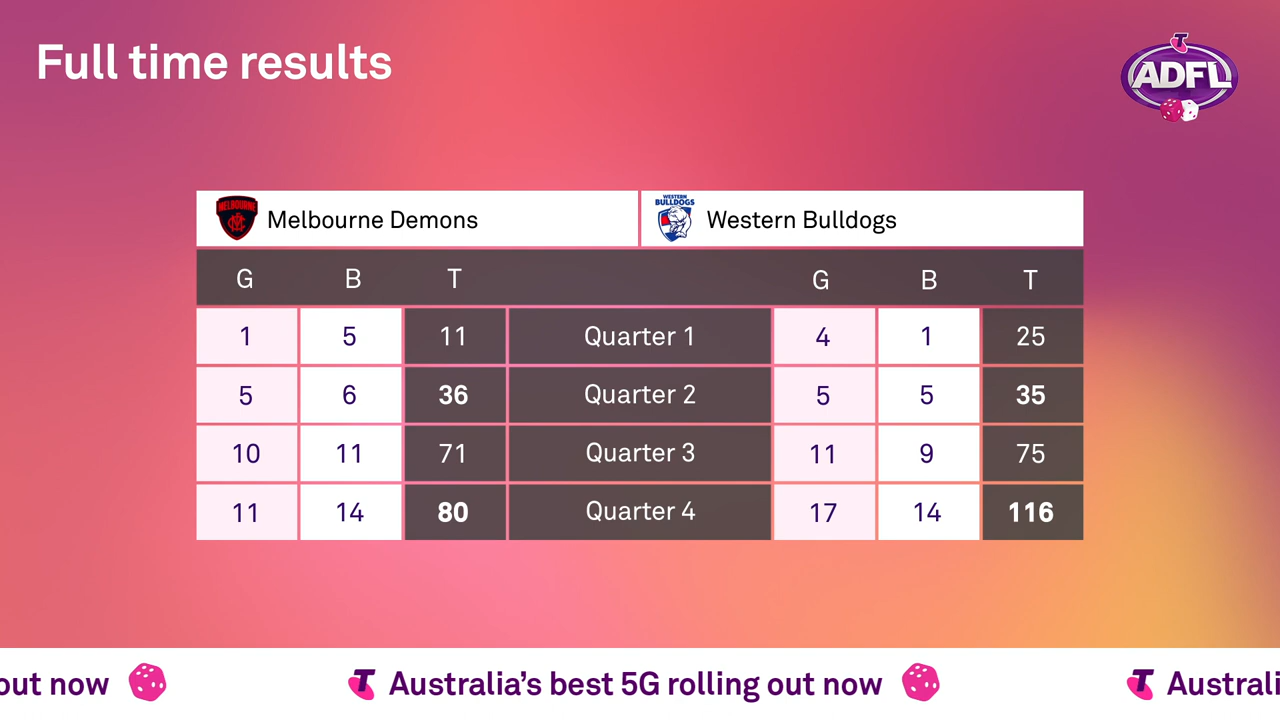 Full time results
T
ADFL
MELBOURNE
Melbourne Demons
WESTERN
BULLDOGS
Western Bulldogs
G B T G B T
1 5 11 Quarter 1 4 1 25
5 6 36 Quarter 2 5 5 35
10 11 71 Quarter 3 11 9 75
11 14 80 Quarter 4 17 14 116
out now T Australia's best 5G rolling out now T Australi